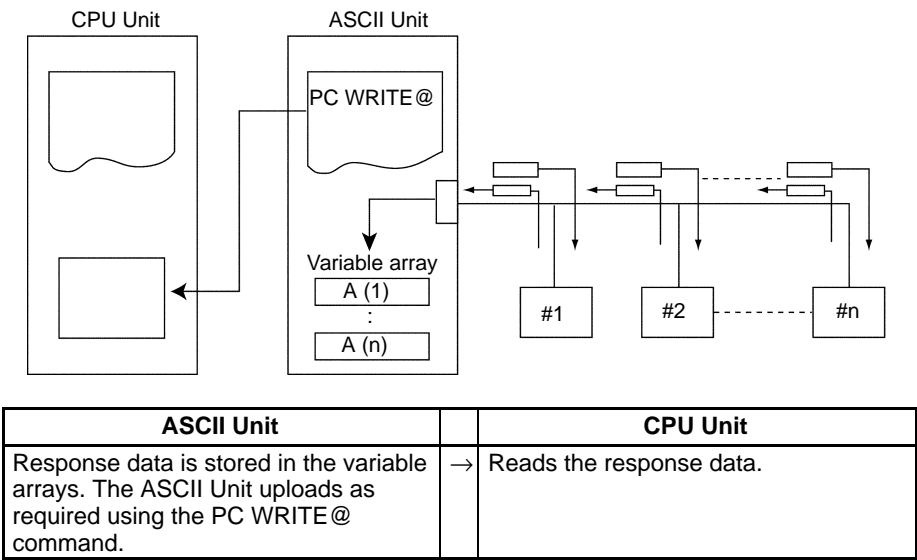 CPU Unit
ASCII Unit
PC WRITE@
Variable array
A (1)
:
A (n)
#1
#2
#n
ASCII Unit
CPU Unit
Response data is stored in the variable
arrays. The ASCII Unit uploads as
required using the PC WRITE@
command.
→
Reads the response data.